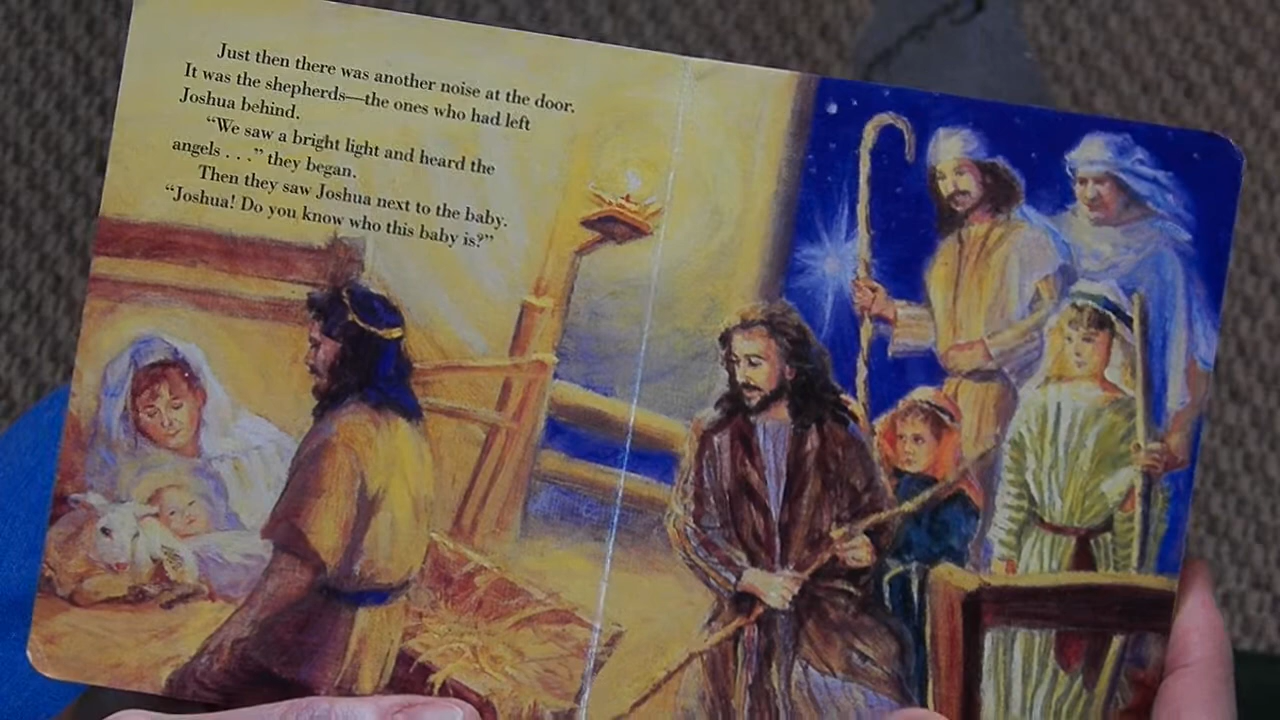 Just then there was another noise at the door.
It was the shepherds—the ones who had left
Joshua behind.
“We saw a bright light and heard the
angels . . .” they began.
Then they saw Joshua next to the baby.
“Joshua! Do you know who this baby is?”